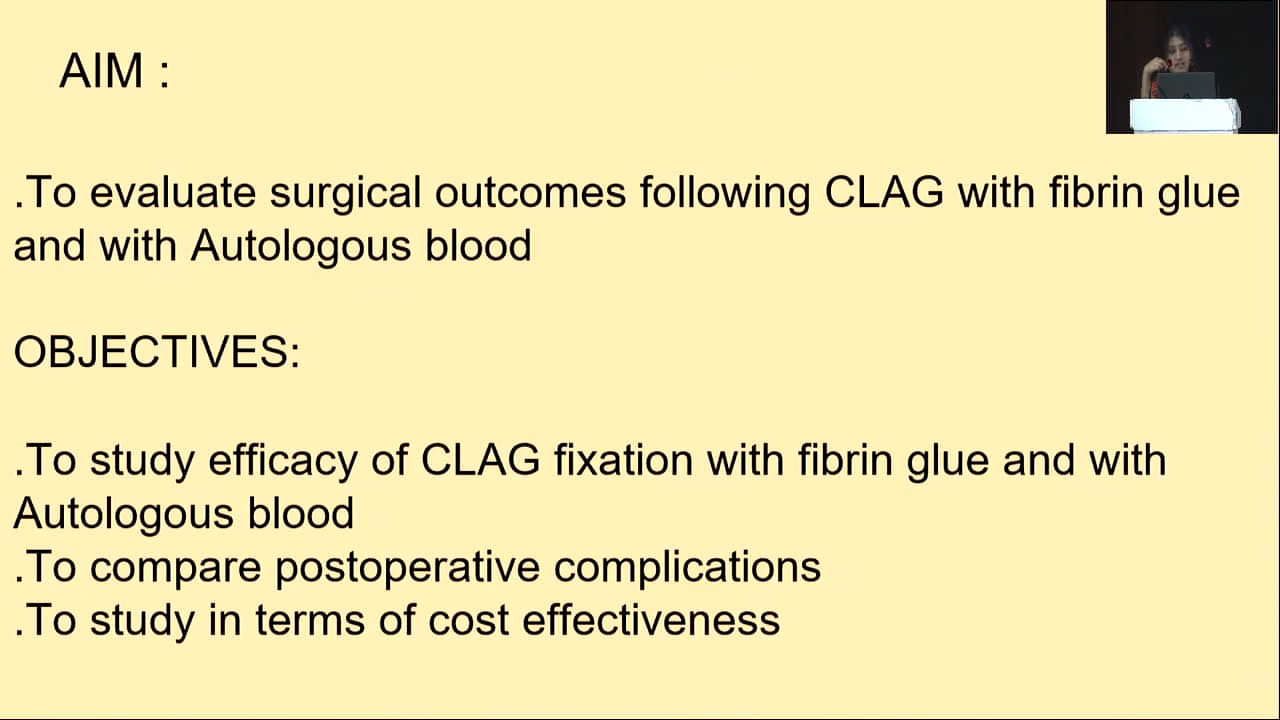 AIM :
.To evaluate surgical outcomes following CLAG with fibrin glue
and with Autologous blood
OBJECTIVES:
.To study efficacy of CLAG fixation with fibrin glue and with
Autologous blood
.To compare postoperative complications
.To study in terms of cost effectiveness